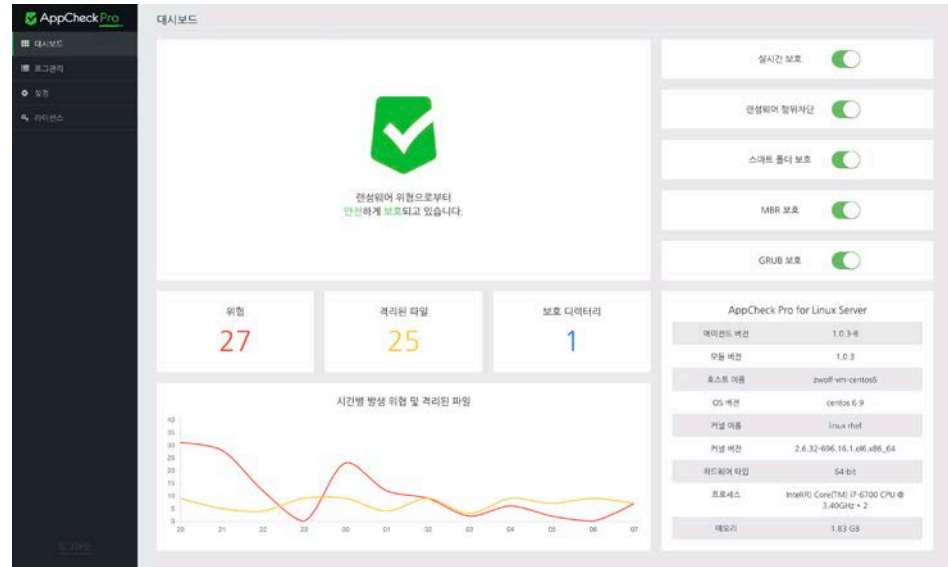 AppCheck Pro
대시보드
대시보드
로그관리
설정
라이센스
로그아웃
랜섬웨어 위협으로부터
안전하게 보호되고 있습니다.
실시간 보호
랜섬웨어 행위차단
스마트 폴더 보호
MBR 보호
GRUB 보호
위협
27
격리된 파일
25
보호 디렉터리
1
시간별 발생 위협 및 격리된 파일
40
35
30
25
20
15
10
5
0
20 21 22 23 00 01 02 03 04 05 06 07
AppCheck Pro for Linux Server
에이전트 버전 1.0.3-8
모듈 버전 1.0.3
호스트 이름 zwolf-vm-centos6
OS 버전 centos 6.9
커널 이름 linux rhel
커널 버전 2.6.32-696.16.1.el6.x86_64
하드웨어 타입 64-bit
프로세스 Intel(R) Core(TM) i7-6700 CPU @
3.40GHz * 2
메모리 1.83 GB